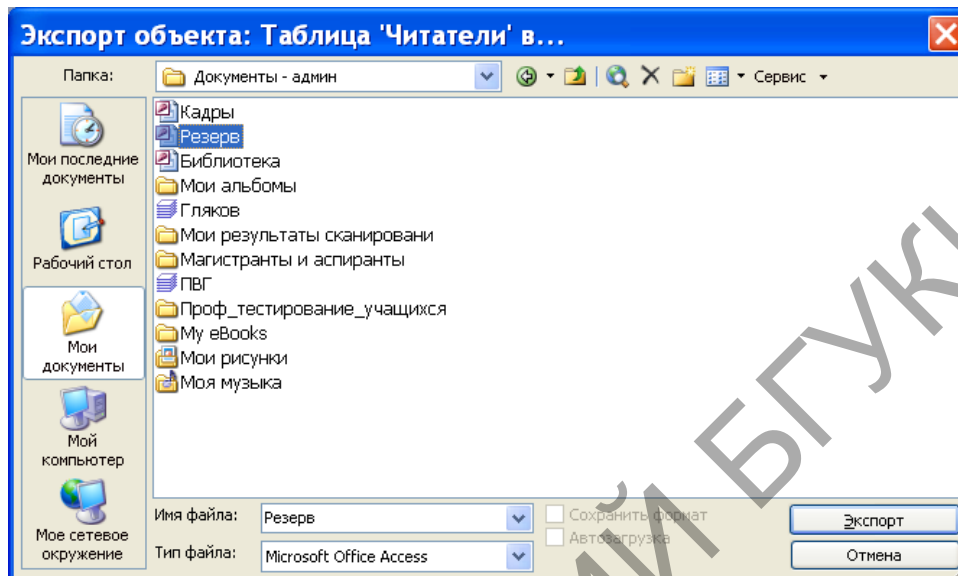 Экспорт объекта: Таблица 'Читатели' в...
Папка:
Документы - админ
Сервис
Мои последние
документы
Рабочий стол
Мои
документы
Мой
компьютер
Мое сетевое
окружение
Кадры
Резерв
Библиотека
Мои альбомы
Гляков
Мои результаты сканировани
Магистранты и аспиранты
ПВГ
Проф_тестирование_учащихся
My eBooks
Мои рисунки
Моя музыка
Имя файла:
Резерв
Сохранить формат
Автозагрузка
Экспорт
Тип файла:
Microsoft Office Access
Отмена